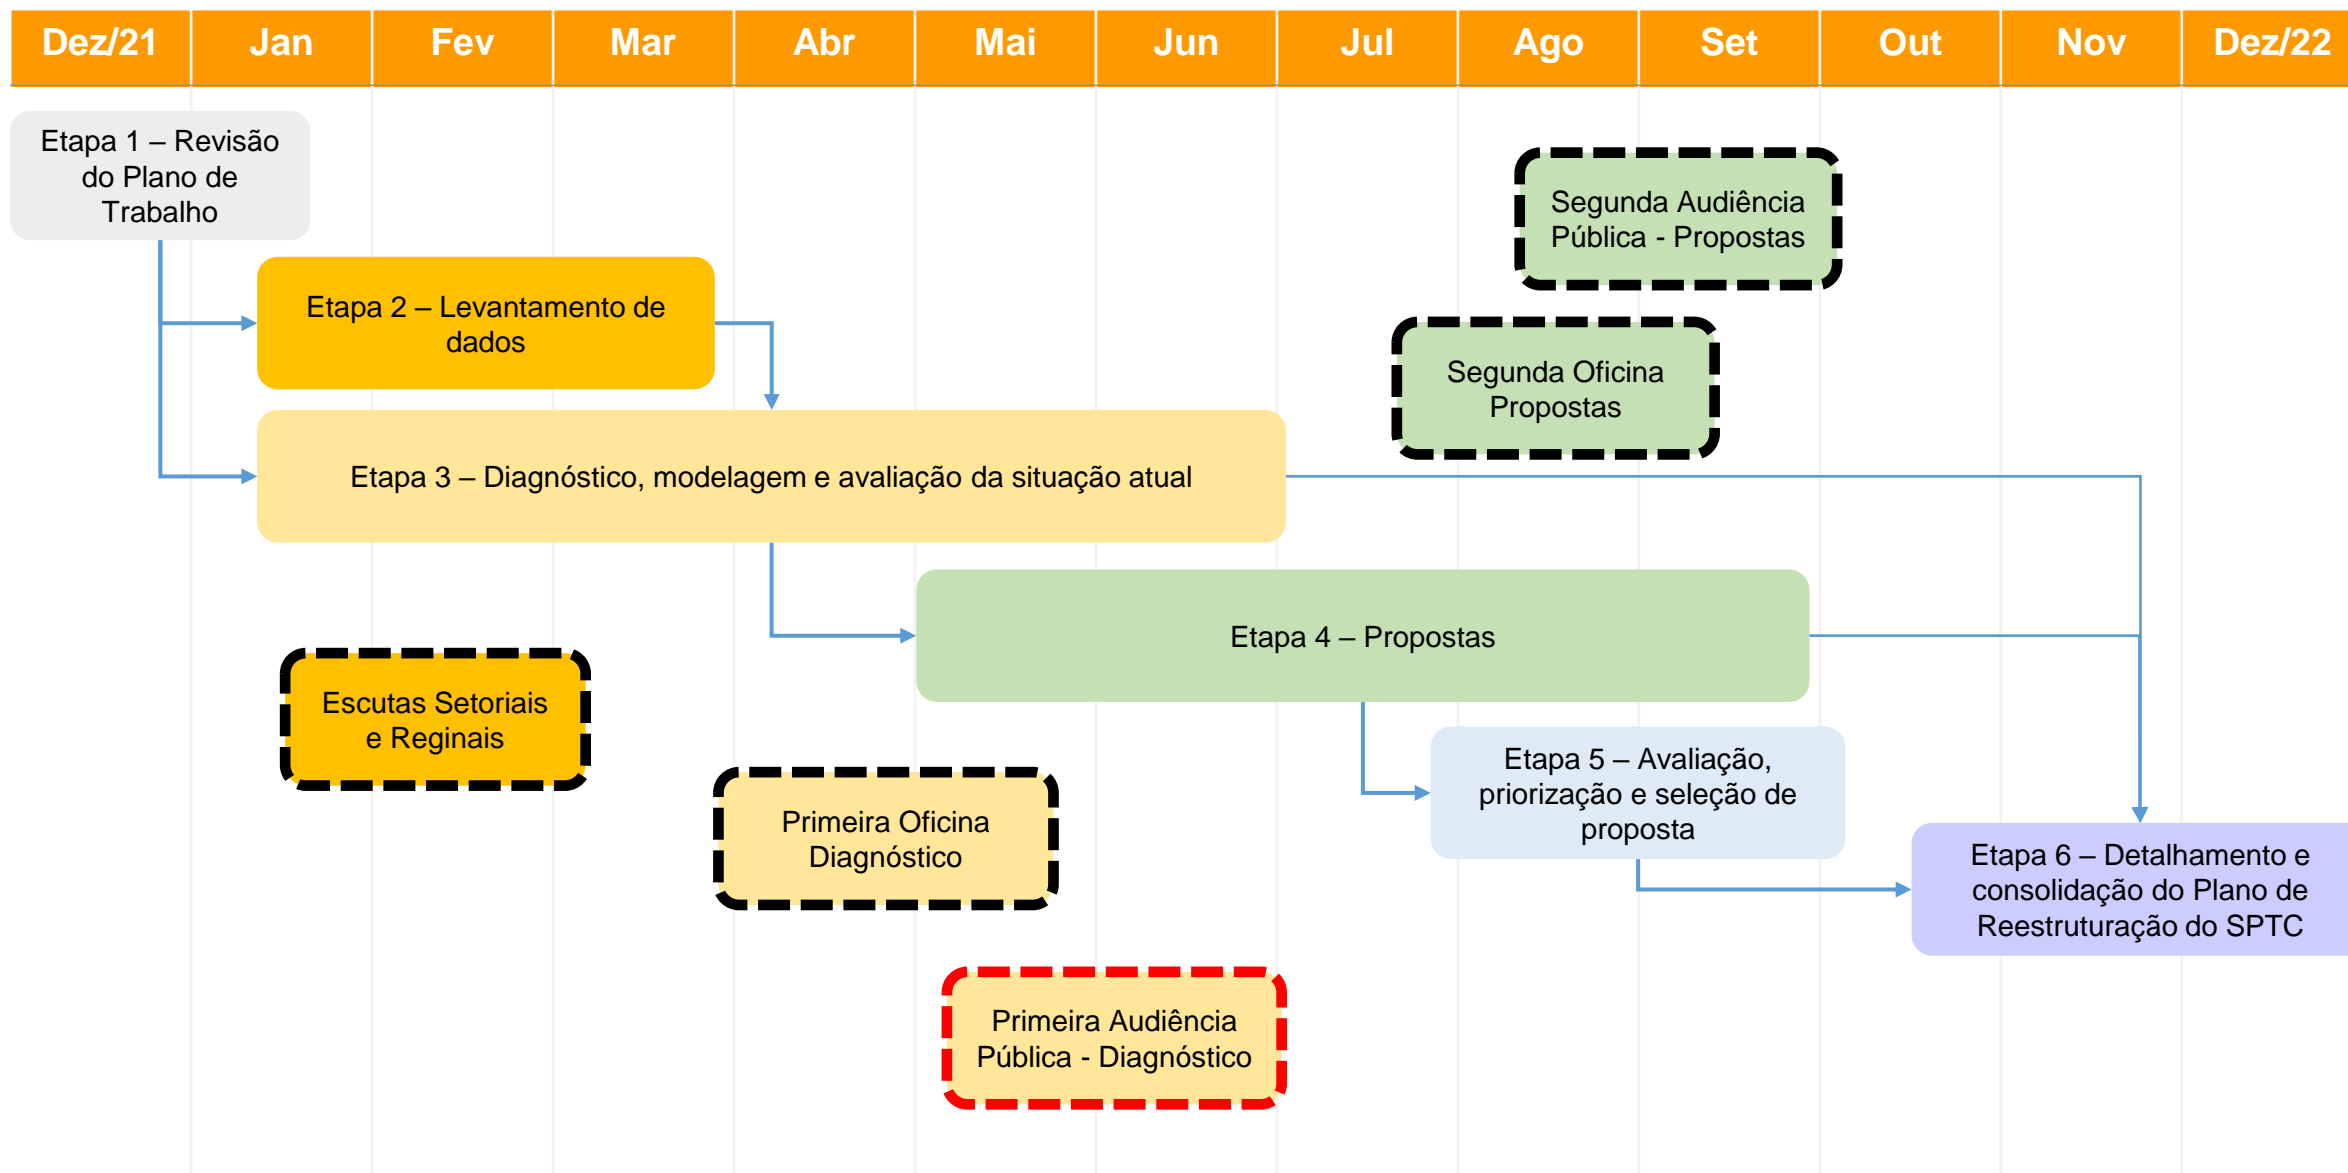 Dez/21 Jan Fev Mar Abr Mai Jun Jul Ago Set Out Nov Dez/22
Etapa 1 – Revisão
do Plano de
Trabalho
Segunda Audiência
Pública - Propostas
Etapa 2 – Levantamento de
dados
Segunda Oficina
Propostas
Etapa 3 – Diagnóstico, modelagem e avaliação da situação atual
Etapa 4 – Propostas
Escutas Setoriais
e Reginais
Etapa 5 – Avaliação,
priorização e seleção de
proposta
Primeira Oficina
Diagnóstico
Etapa 6 – Detalhamento e
consolidação do Plano de
Reestruturação do SPTC
Primeira Audiência
Pública - Diagnóstico